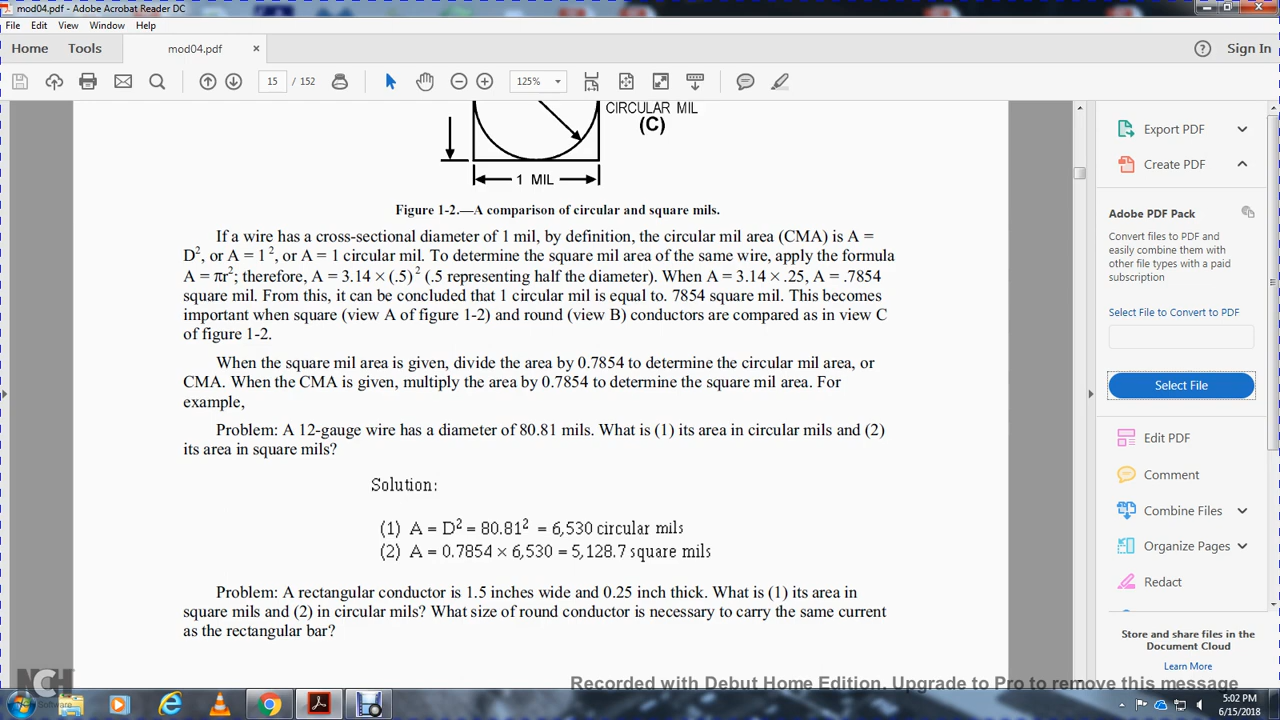 mod04.pdf - Adobe Acrobat Reader DC
File Edit View Window Help
Home Tools mod04.pdf × ? Sign In
15 / 152 125%
CIRCULAR MIL
(C)
1 MIL
Figure 1-2.—A comparison of circular and square mils.
If a wire has a cross-sectional diameter of 1 mil, by definition, the circular mil area (CMA) is A =
D², or A = 1 ², or A = 1 circular mil. To determine the square mil area of the same wire, apply the formula
A = πr²; therefore, A = 3.14 × (.5) ² (.5 representing half the diameter). When A = 3.14 × .25, A = .7854
square mil. From this, it can be concluded that 1 circular mil is equal to. 7854 square mil. This becomes
important when square (view A of figure 1-2) and round (view B) conductors are compared as in view C
of figure 1-2.
When the square mil area is given, divide the area by 0.7854 to determine the circular mil area, or
CMA. When the CMA is given, multiply the area by 0.7854 to determine the square mil area. For
example,
Problem: A 12-gauge wire has a diameter of 80.81 mils. What is (1) its area in circular mils and (2)
its area in square mils?
Solution:
(1) A = D² = 80.81² = 6,530 circular mils
(2) A = 0.7854 × 6,530 = 5,128.7 square mils
Problem: A rectangular conductor is 1.5 inches wide and 0.25 inch thick. What is (1) its area in
square mils and (2) in circular mils? What size of round conductor is necessary to carry the same current
as the rectangular bar?
Export PDF
Create PDF
Adobe PDF Pack
Convert files to PDF and
easily combine them with
other file types with a paid
subscription
Select File to Convert to PDF
Select File
Edit PDF
Comment
Combine Files
Organize Pages
Redact
Store and share files in the
Document Cloud
Learn More
NCH
Software
Recorded with Debut Home Edition. Upgrade to Pro to remove this message
5:02 PM
6/15/2018